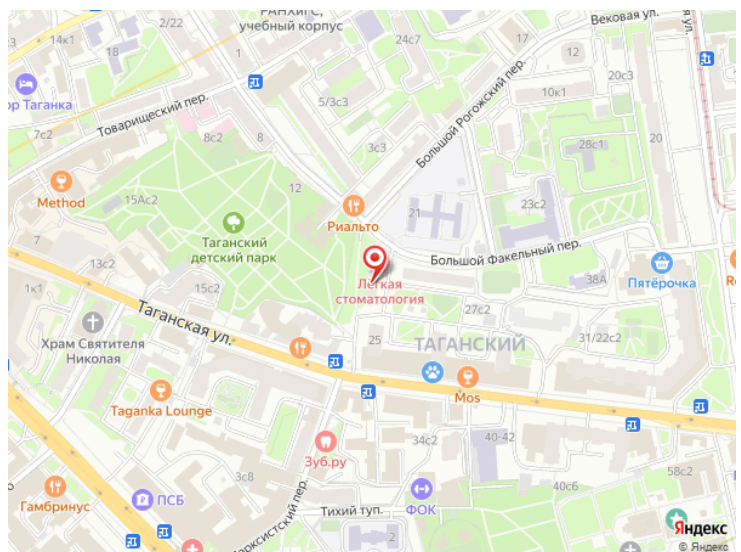 РАНХиГС,
учебный корпус
2/22
14к1
24с7
Вековая ул.
17
12
20с3
1
5/3с3
10к1
ор Таганка
Товарищеский пер.
Большой Рогожский пер.
7с2
8с2
8
3с3
28с1
20
Method
15Ас2
12
23с2
21
Риальто
Таганский
детский парк
7
13с2
Большой Факельный пер.
38А
Пятёрочка
1к1
15с2
Лёгкая
стоматология
27с2
Таганская ул.
Храм Святителя
Николая
25
ТАГАНСКИЙ
31/22с2
Taganka Lounge
Mos
34с2
40-42
Зуб.ру
3с8
58с2
Гамбринус
ПСБ
40с6
Тихий туп.
ФОК
2
Яндекс
© Яндекс